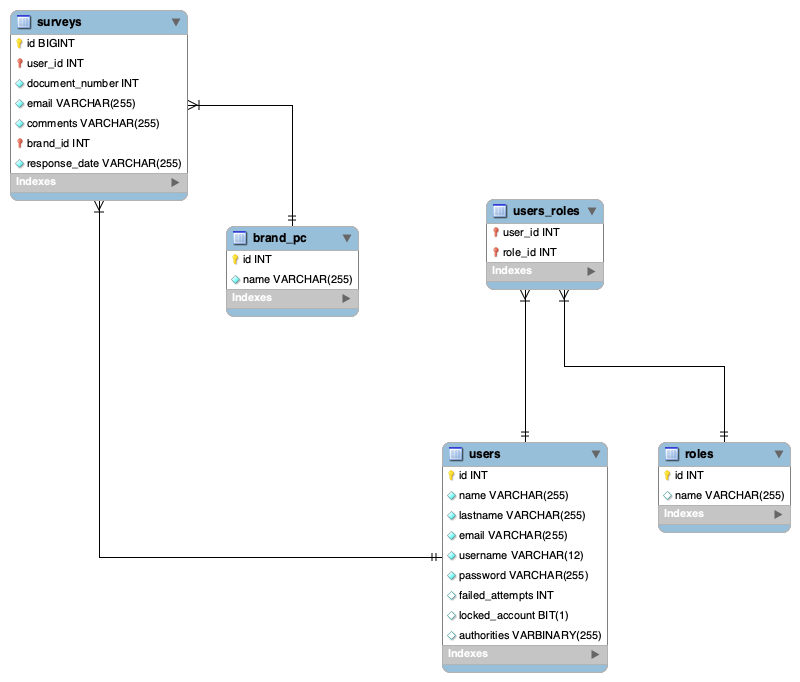 surveys
id BIGINT
user_id INT
document_number INT
email VARCHAR(255)
comments VARCHAR(255)
brand_id INT
response_date VARCHAR(255)
Indexes
brand_pc
id INT
name VARCHAR(255)
Indexes
users_roles
user_id INT
role_id INT
Indexes
users
id INT
name VARCHAR(255)
lastname VARCHAR(255)
email VARCHAR(255)
username VARCHAR(12)
password VARCHAR(255)
failed_attempts INT
locked_account BIT(1)
authorities VARBINARY(255)
Indexes
roles
id INT
name VARCHAR(255)
Indexes